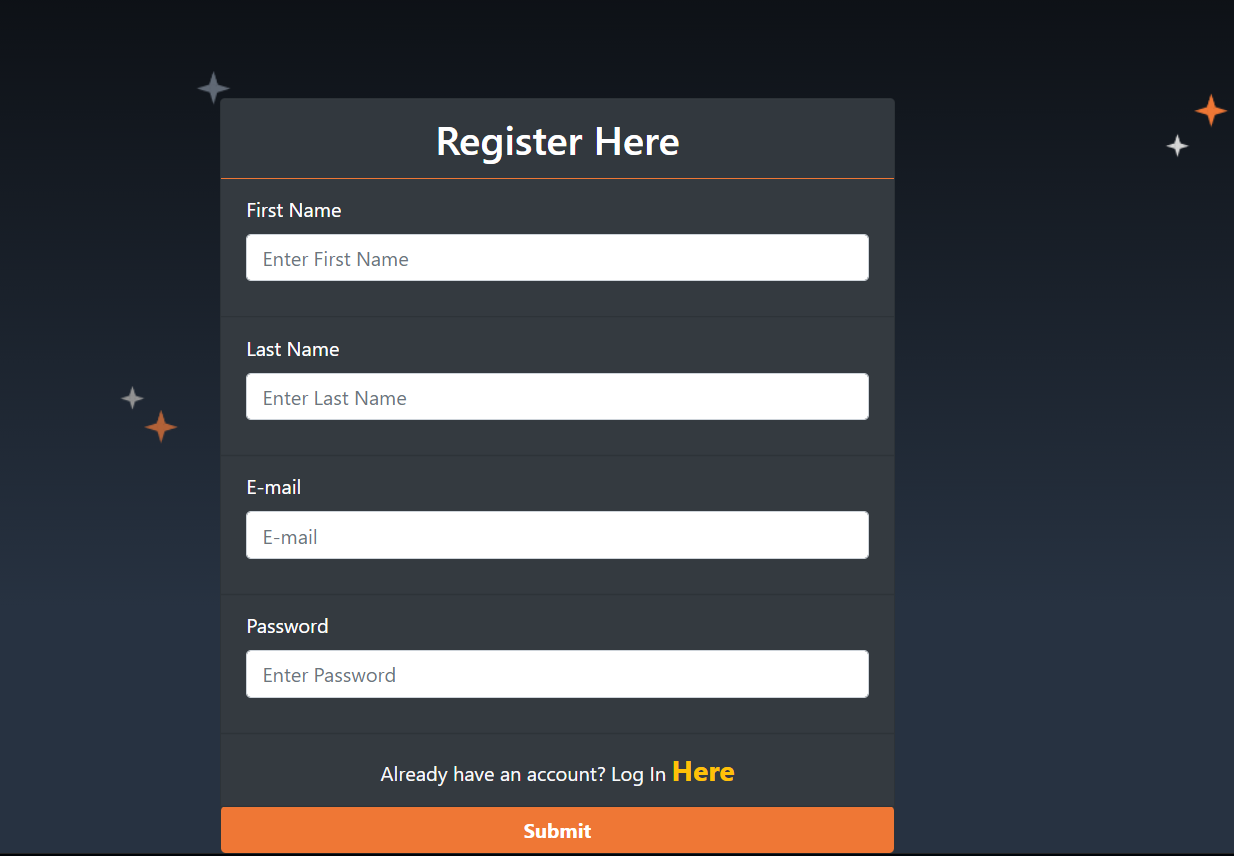 Register Here
First Name
Enter First Name
Last Name
Enter Last Name
E-mail
E-mail
Password
Enter Password
Already have an account? Log In Here
Submit